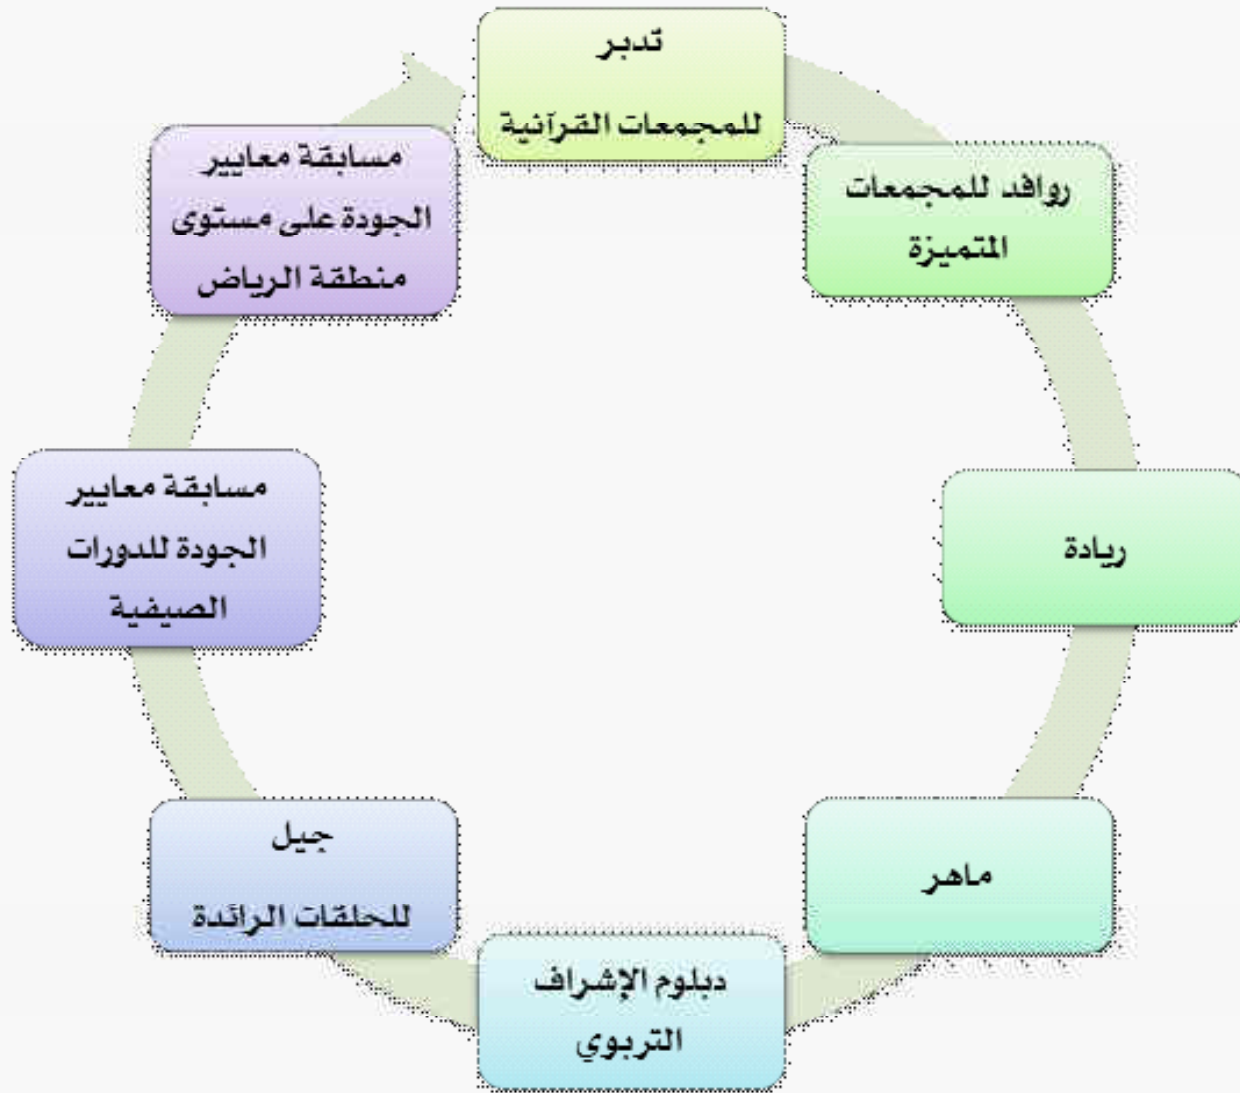 تدبر
للمجمعات القرآنية
روافد للمجمعات
المتميزة
ريادة
ماهر
دبلوم الإشراف
التربوي
جيل
للحلقات الرائدة
مسابقة معايير
الجودة للدورات
الصيفية
مسابقة معايير
الجودة على مستوى
منطقة الرياض